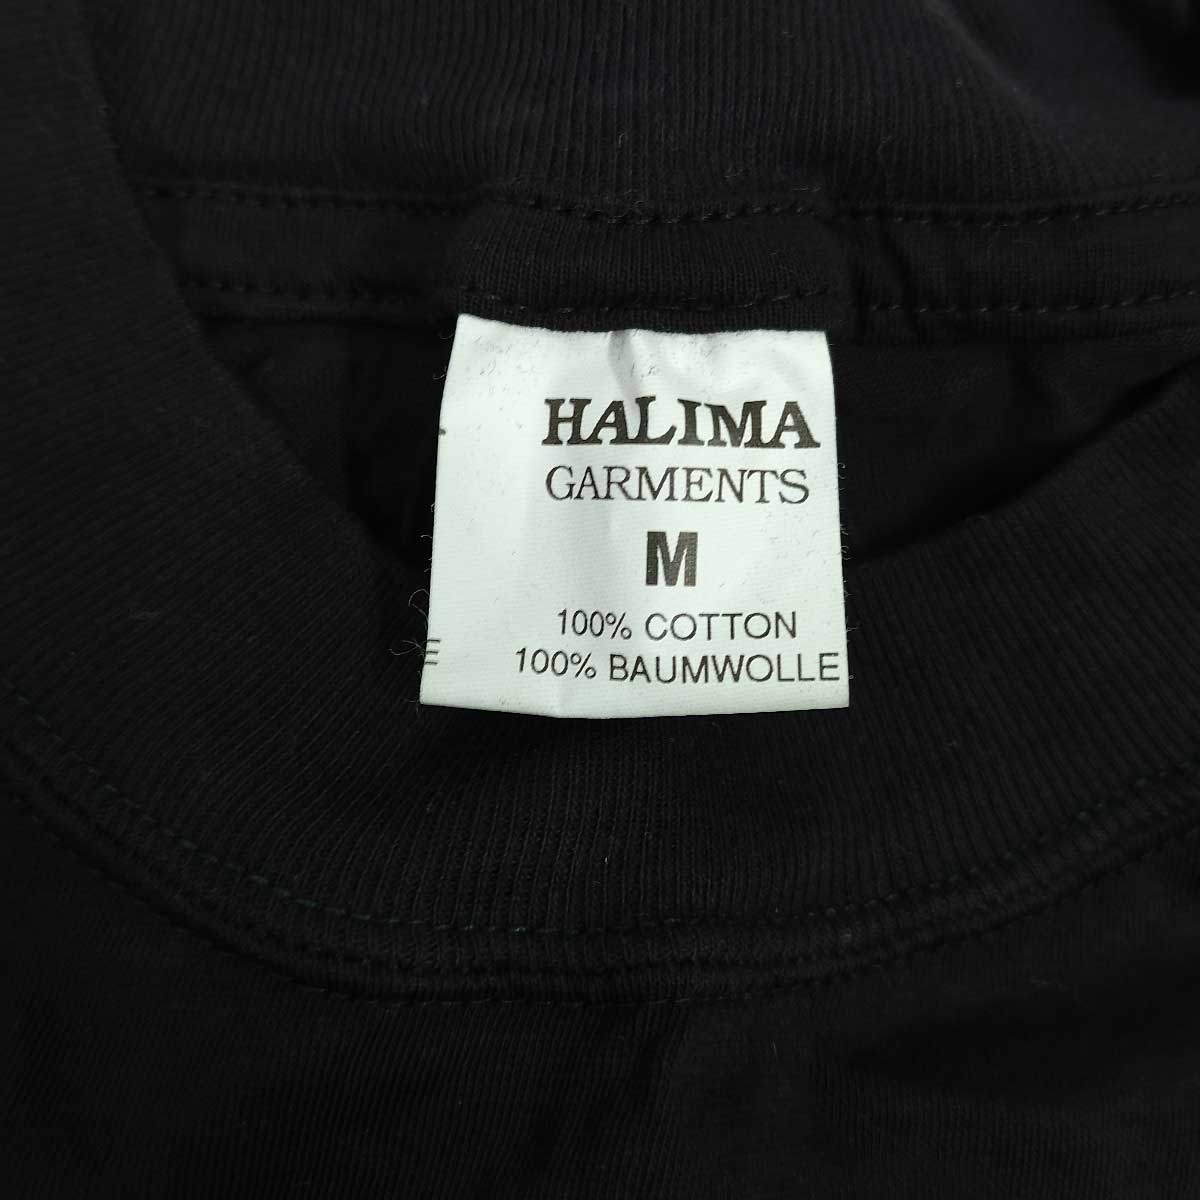 HALIMA
GARMENTS
M
100% COTTON
100% BAUMWOLLE